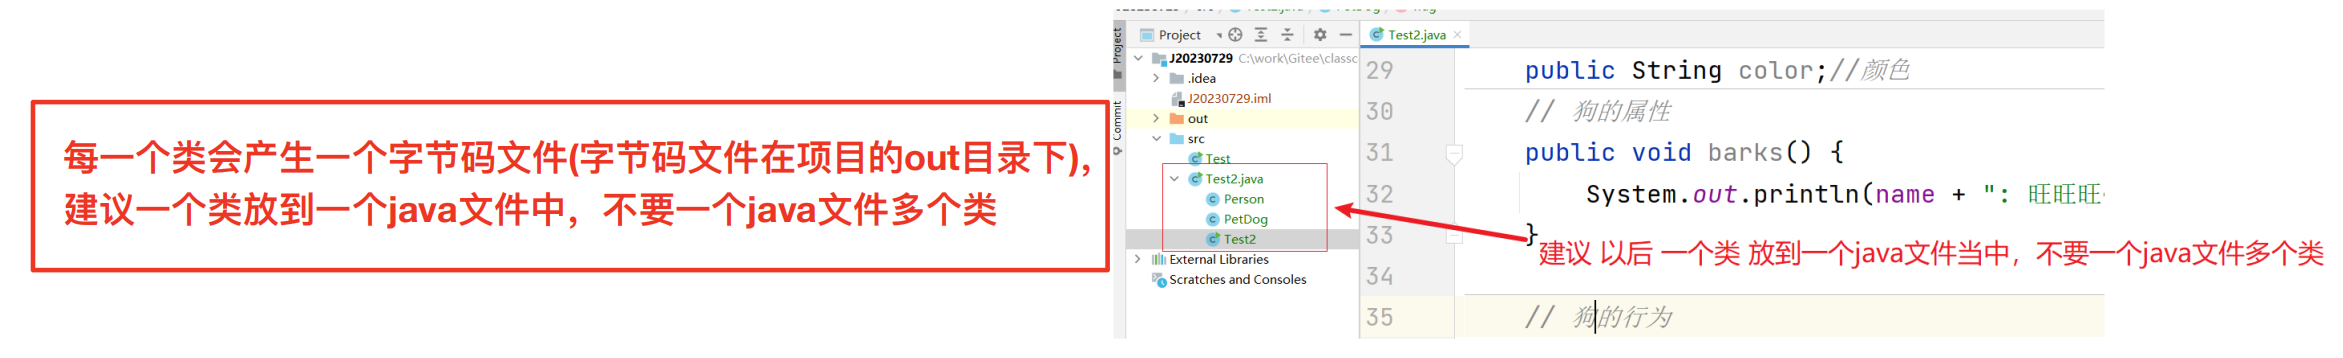 每一个类会产生一个字节码文件(字节码文件在项目的out目录下),
建议一个类放到一个java文件中，不要一个java文件多个类
Project
Commit
Project
J20230729 C:\work\Gitee\classc
.idea
J20230729.iml
out
src
Test
Test2.java
Person
PetDog
Test2
External Libraries
Scratches and Consoles
Test2.java
29 public String color;//颜色
30 // 狗的属性
31 public void barks() {
32 System.out.println(name + ": 旺旺旺
33 }
建议 以后 一个类 放到一个java文件当中，不要一个java文件多个类
34
35 // 狗的行为